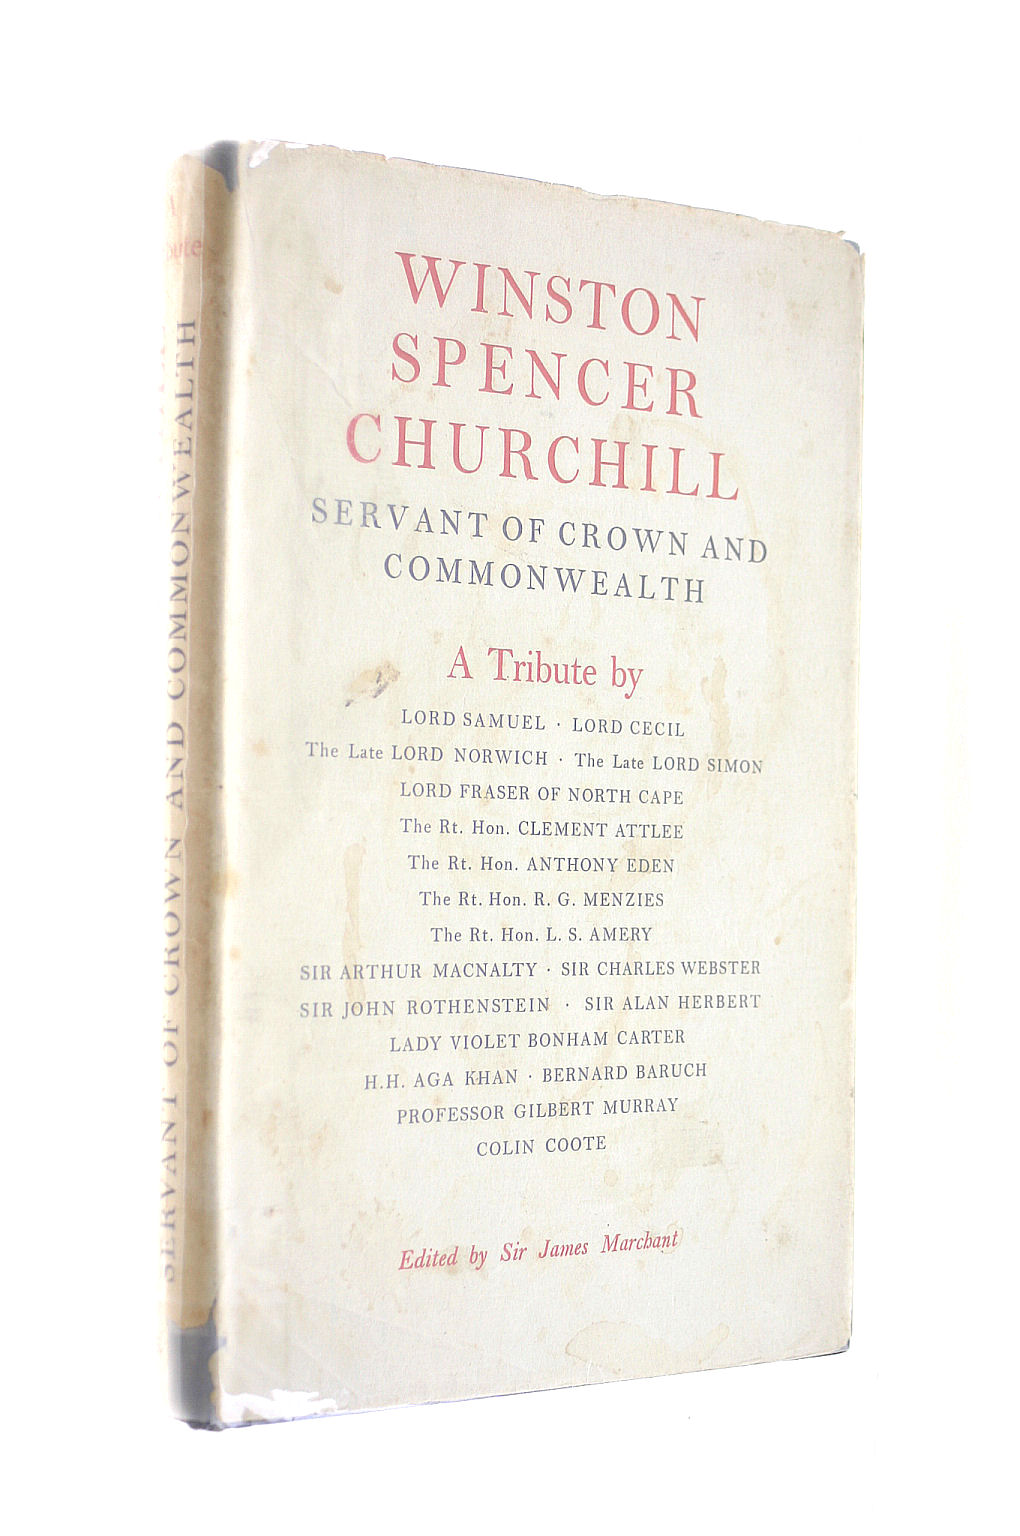 WINSTON
SPENCER
CHURCHILL
SERVANT OF CROWN AND
COMMONWEALTH
A Tribute by
LORD SAMUEL · LORD CECIL
The Late LORD NORWICH · The Late LORD SIMON
LORD FRASER OF NORTH CAPE
The Rt. Hon. CLEMENT ATTLEE
The Rt. Hon. ANTHONY EDEN
The Rt. Hon. R. G. MENZIES
The Rt. Hon. L. S. AMERY
SIR ARTHUR MACNALTY · SIR CHARLES WEBSTER
SIR JOHN ROTHENSTEIN · SIR ALAN HERBERT
LADY VIOLET BONHAM CARTER
H.H. AGA KHAN · BERNARD BARUCH
PROFESSOR GILBERT MURRAY
COLIN COOTE
Edited by Sir James Marchant
SERVANT OF CROWN AND COMMONWEALTH